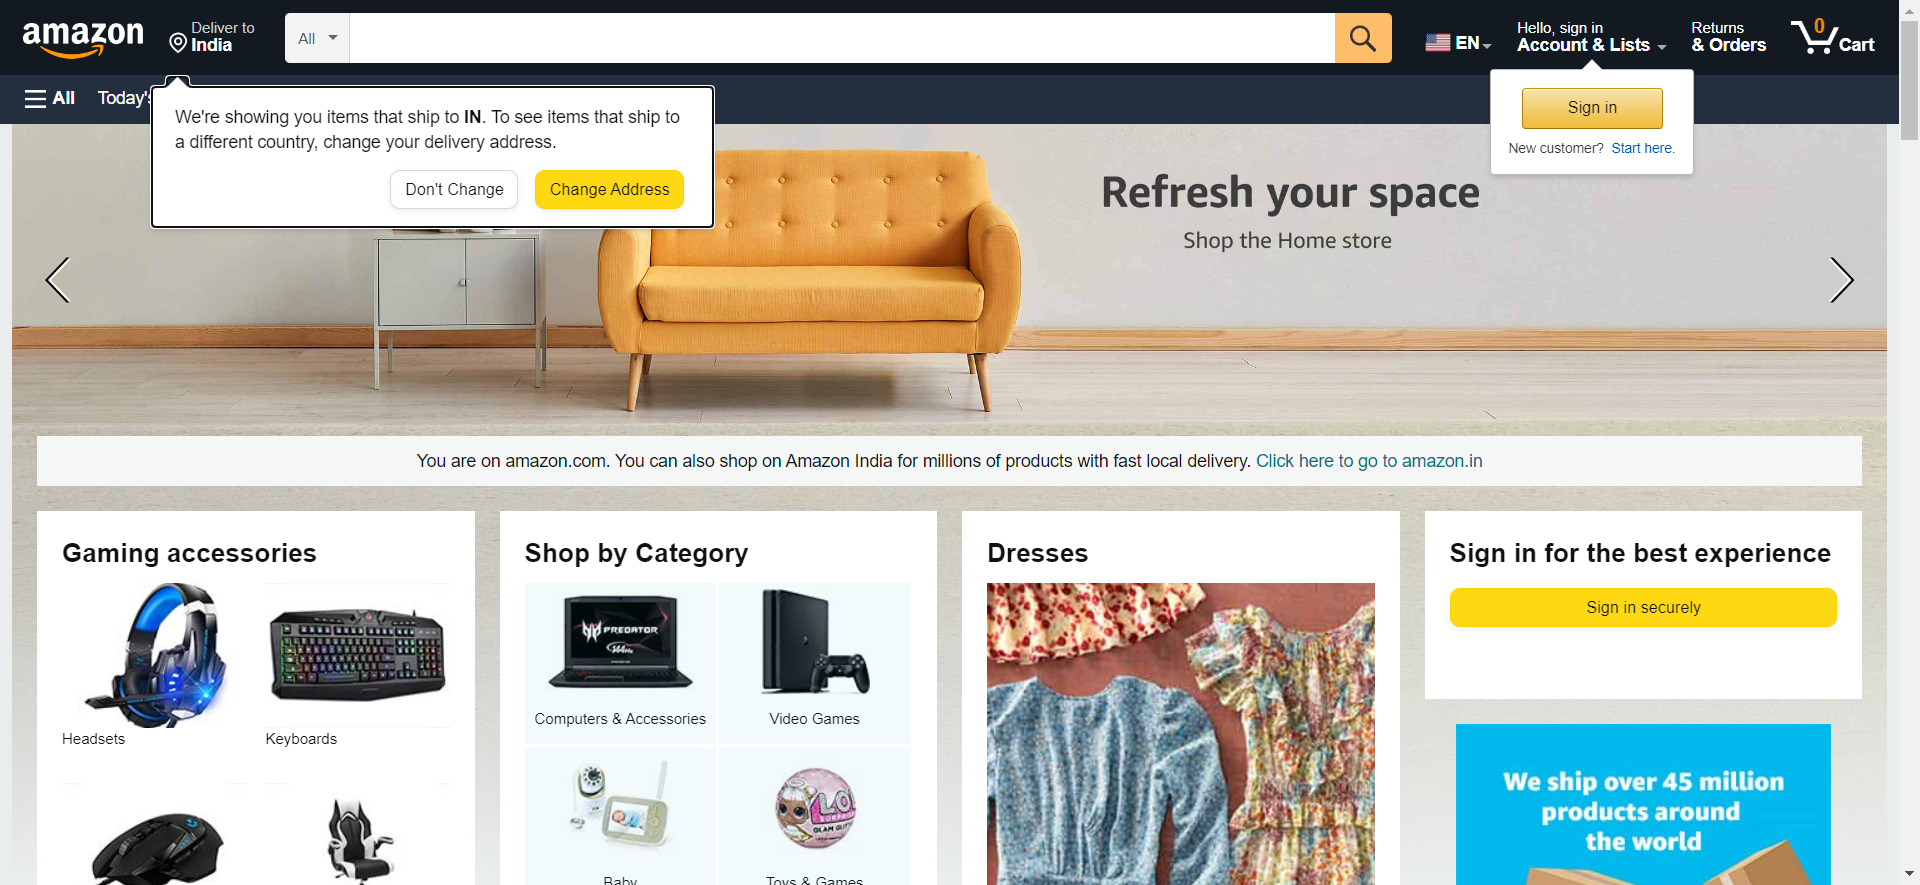 amazon
Deliver to
India
All
EN
Hello, sign in
Account & Lists
Returns
& Orders
0
Cart
All
Today's
We're showing you items that ship to IN. To see items that ship to
a different country, change your delivery address.
Don't Change
Change Address
Sign in
New customer? Start here.
Refresh your space
Shop the Home store
You are on amazon.com. You can also shop on Amazon India for millions of products with fast local delivery. Click here to go to amazon.in
Gaming accessories
Headsets
Keyboards
Shop by Category
PREDATOR
144Hz
Computers & Accessories
Video Games
L.O.L.
SURPRISE
GLAM GLITTER
Baby
Toys & Games
Dresses
Sign in for the best experience
Sign in securely
We ship over 45 million
products around
the world